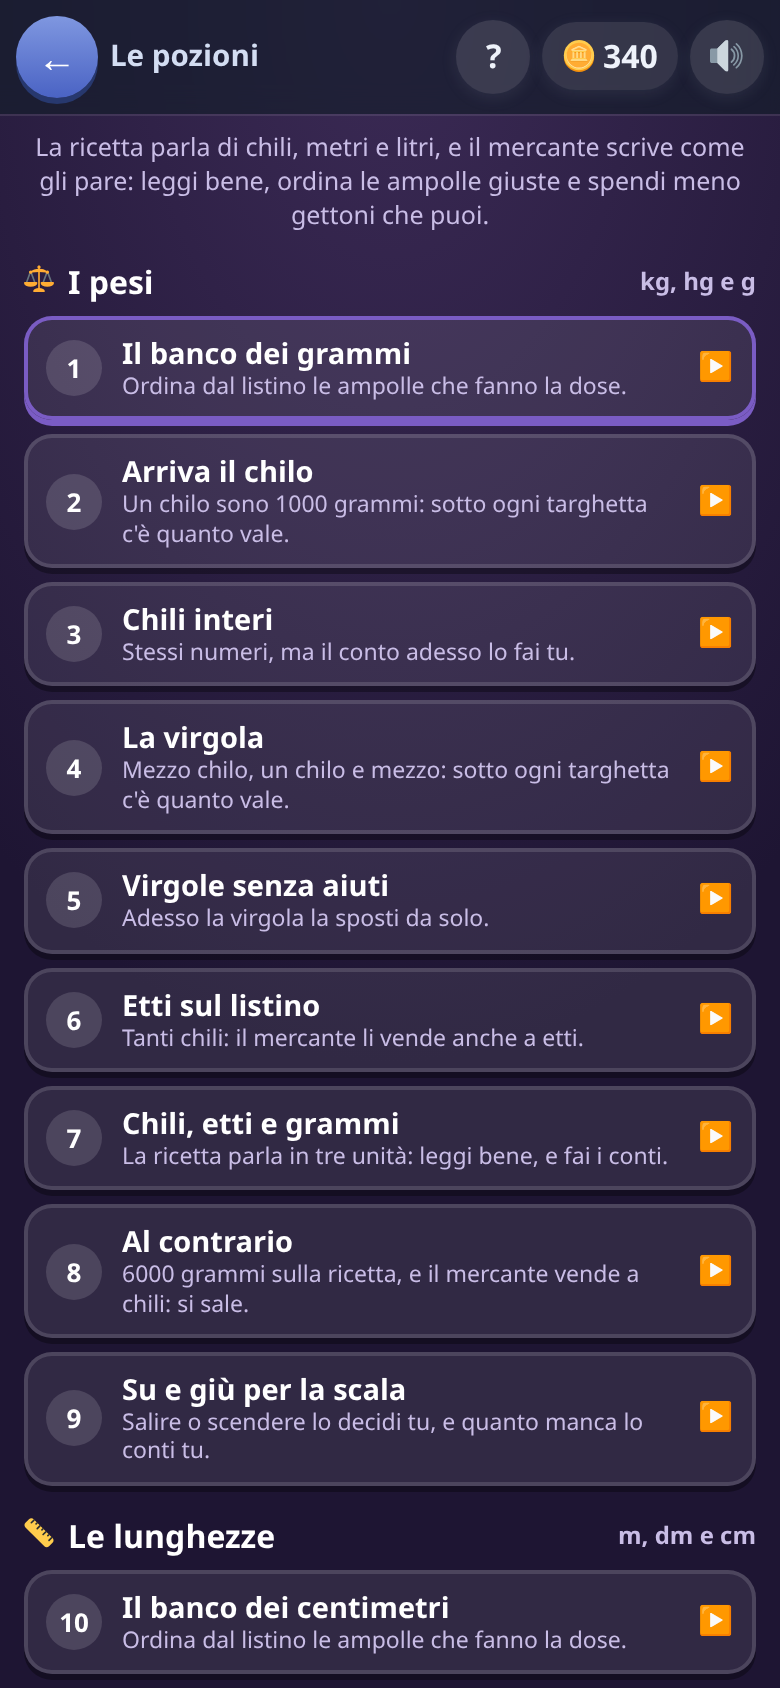 ← Le pozioni ? 340
La ricetta parla di chili, metri e litri, e il mercante scrive come
gli pare: leggi bene, ordina le ampolle giuste e spendi meno
gettoni che puoi.
I pesi kg, hg e g
1 Il banco dei grammi
Ordina dal listino le ampolle che fanno la dose.
2 Arriva il chilo
Un chilo sono 1000 grammi: sotto ogni targhetta
c'è quanto vale.
3 Chili interi
Stessi numeri, ma il conto adesso lo fai tu.
4 La virgola
Mezzo chilo, un chilo e mezzo: sotto ogni targhetta
c'è quanto vale.
5 Virgole senza aiuti
Adesso la virgola la sposti da solo.
6 Etti sul listino
Tanti chili: il mercante li vende anche a etti.
7 Chili, etti e grammi
La ricetta parla in tre unità: leggi bene, e fai i conti.
8 Al contrario
6000 grammi sulla ricetta, e il mercante vende a
chili: si sale.
9 Su e giù per la scala
Salire o scendere lo decidi tu, e quanto manca lo
conti tu.
Le lunghezze m, dm e cm
10 Il banco dei centimetri
Ordina dal listino le ampolle che fanno la dose.